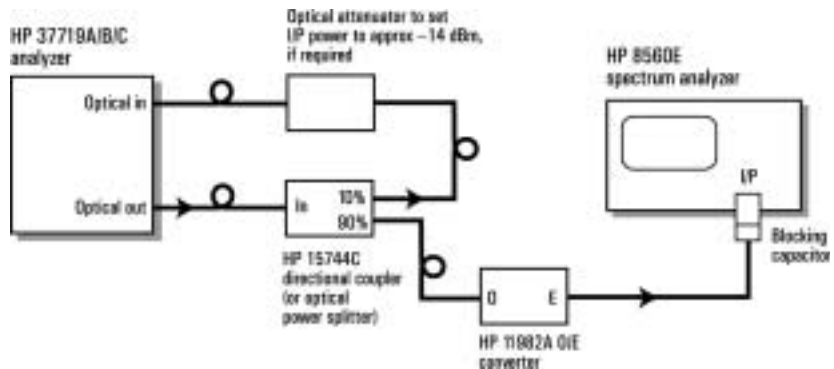 Optical attenuator to set
I/P power to approx –14 dBm,
if required
HP 37719A/B/C
analyzer
HP 8560E
spectrum analyzer
Optical in
I/P
Optical out
In
10%
90%
Blocking
capacitor
HP 15744C
directional coupler
(or optical
power splitter)
O
E
HP 11982A O/E
converter